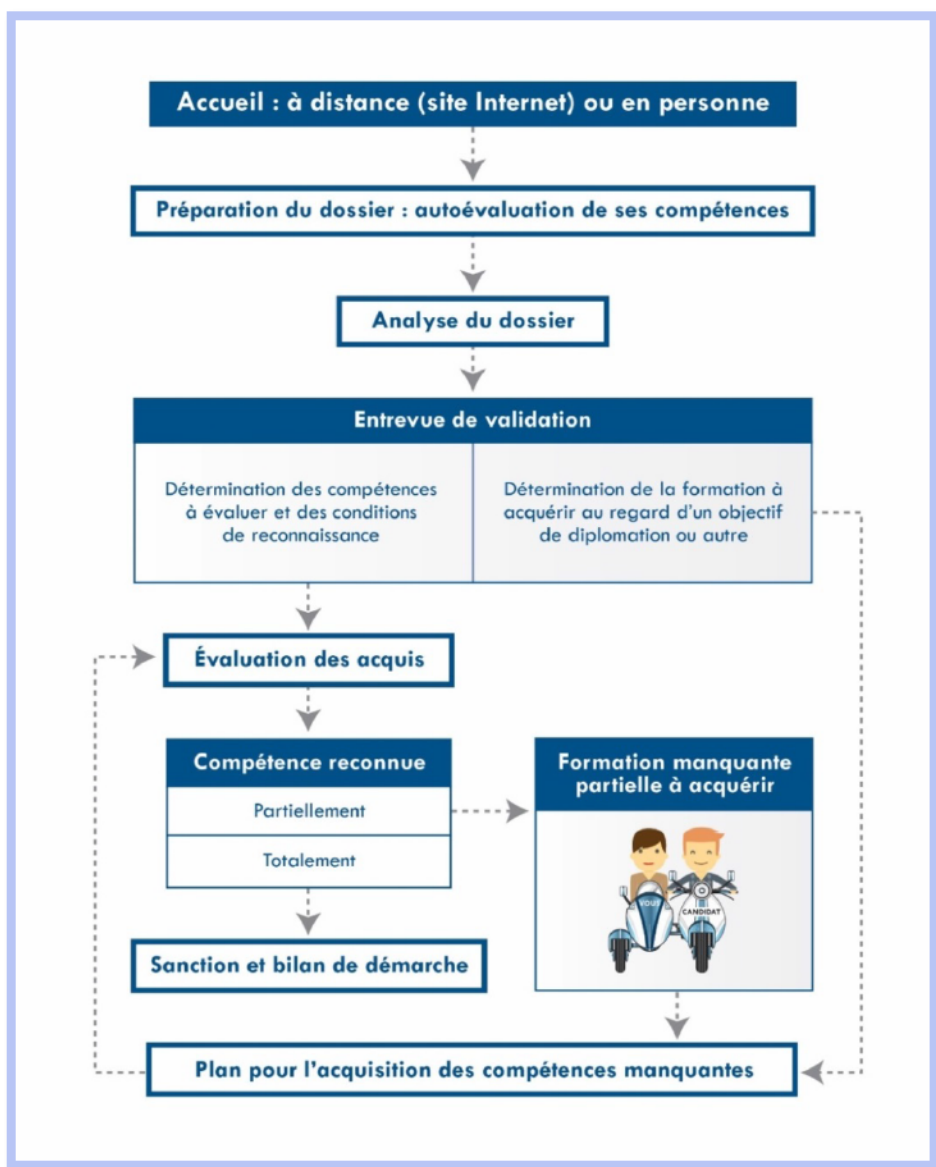 Accueil : à distance (site Internet) ou en personne
Préparation du dossier : autoévaluation de ses compétences
Analyse du dossier
Entrevue de validation
Détermination des compétences
à évaluer et des conditions
de reconnaissance
Détermination de la formation à
acquérir au regard d'un objectif
de diplomation ou autre
Évaluation des acquis
Compétence reconnue
Partiellement
Totalement
Formation manquante
partielle à acquérir
VOUS
CANDIDAT
Sanction et bilan de démarche
Plan pour l'acquisition des compétences manquantes